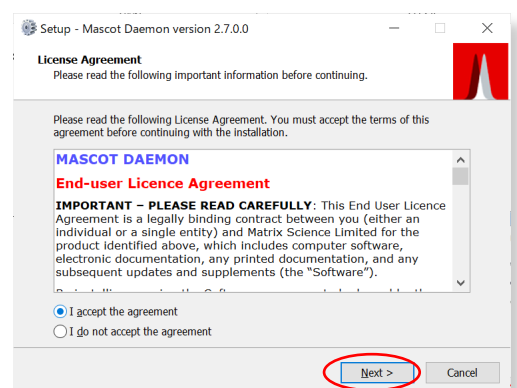 Setup - Mascot Daemon version 2.7.0.0
License Agreement
Please read the following important information before continuing.
Please read the following License Agreement. You must accept the terms of this
agreement before continuing with the installation.
MASCOT DAEMON
End-user Licence Agreement
IMPORTANT – PLEASE READ CAREFULLY: This End User Licence
Agreement is a legally binding contract between you (either an
individual or a single entity) and Matrix Science Limited for the
product identified above, which includes computer software,
electronic documentation, any printed documentation, and any
subsequent updates and supplements (the “Software”).
I accept the agreement
I do not accept the agreement
Next >
Cancel